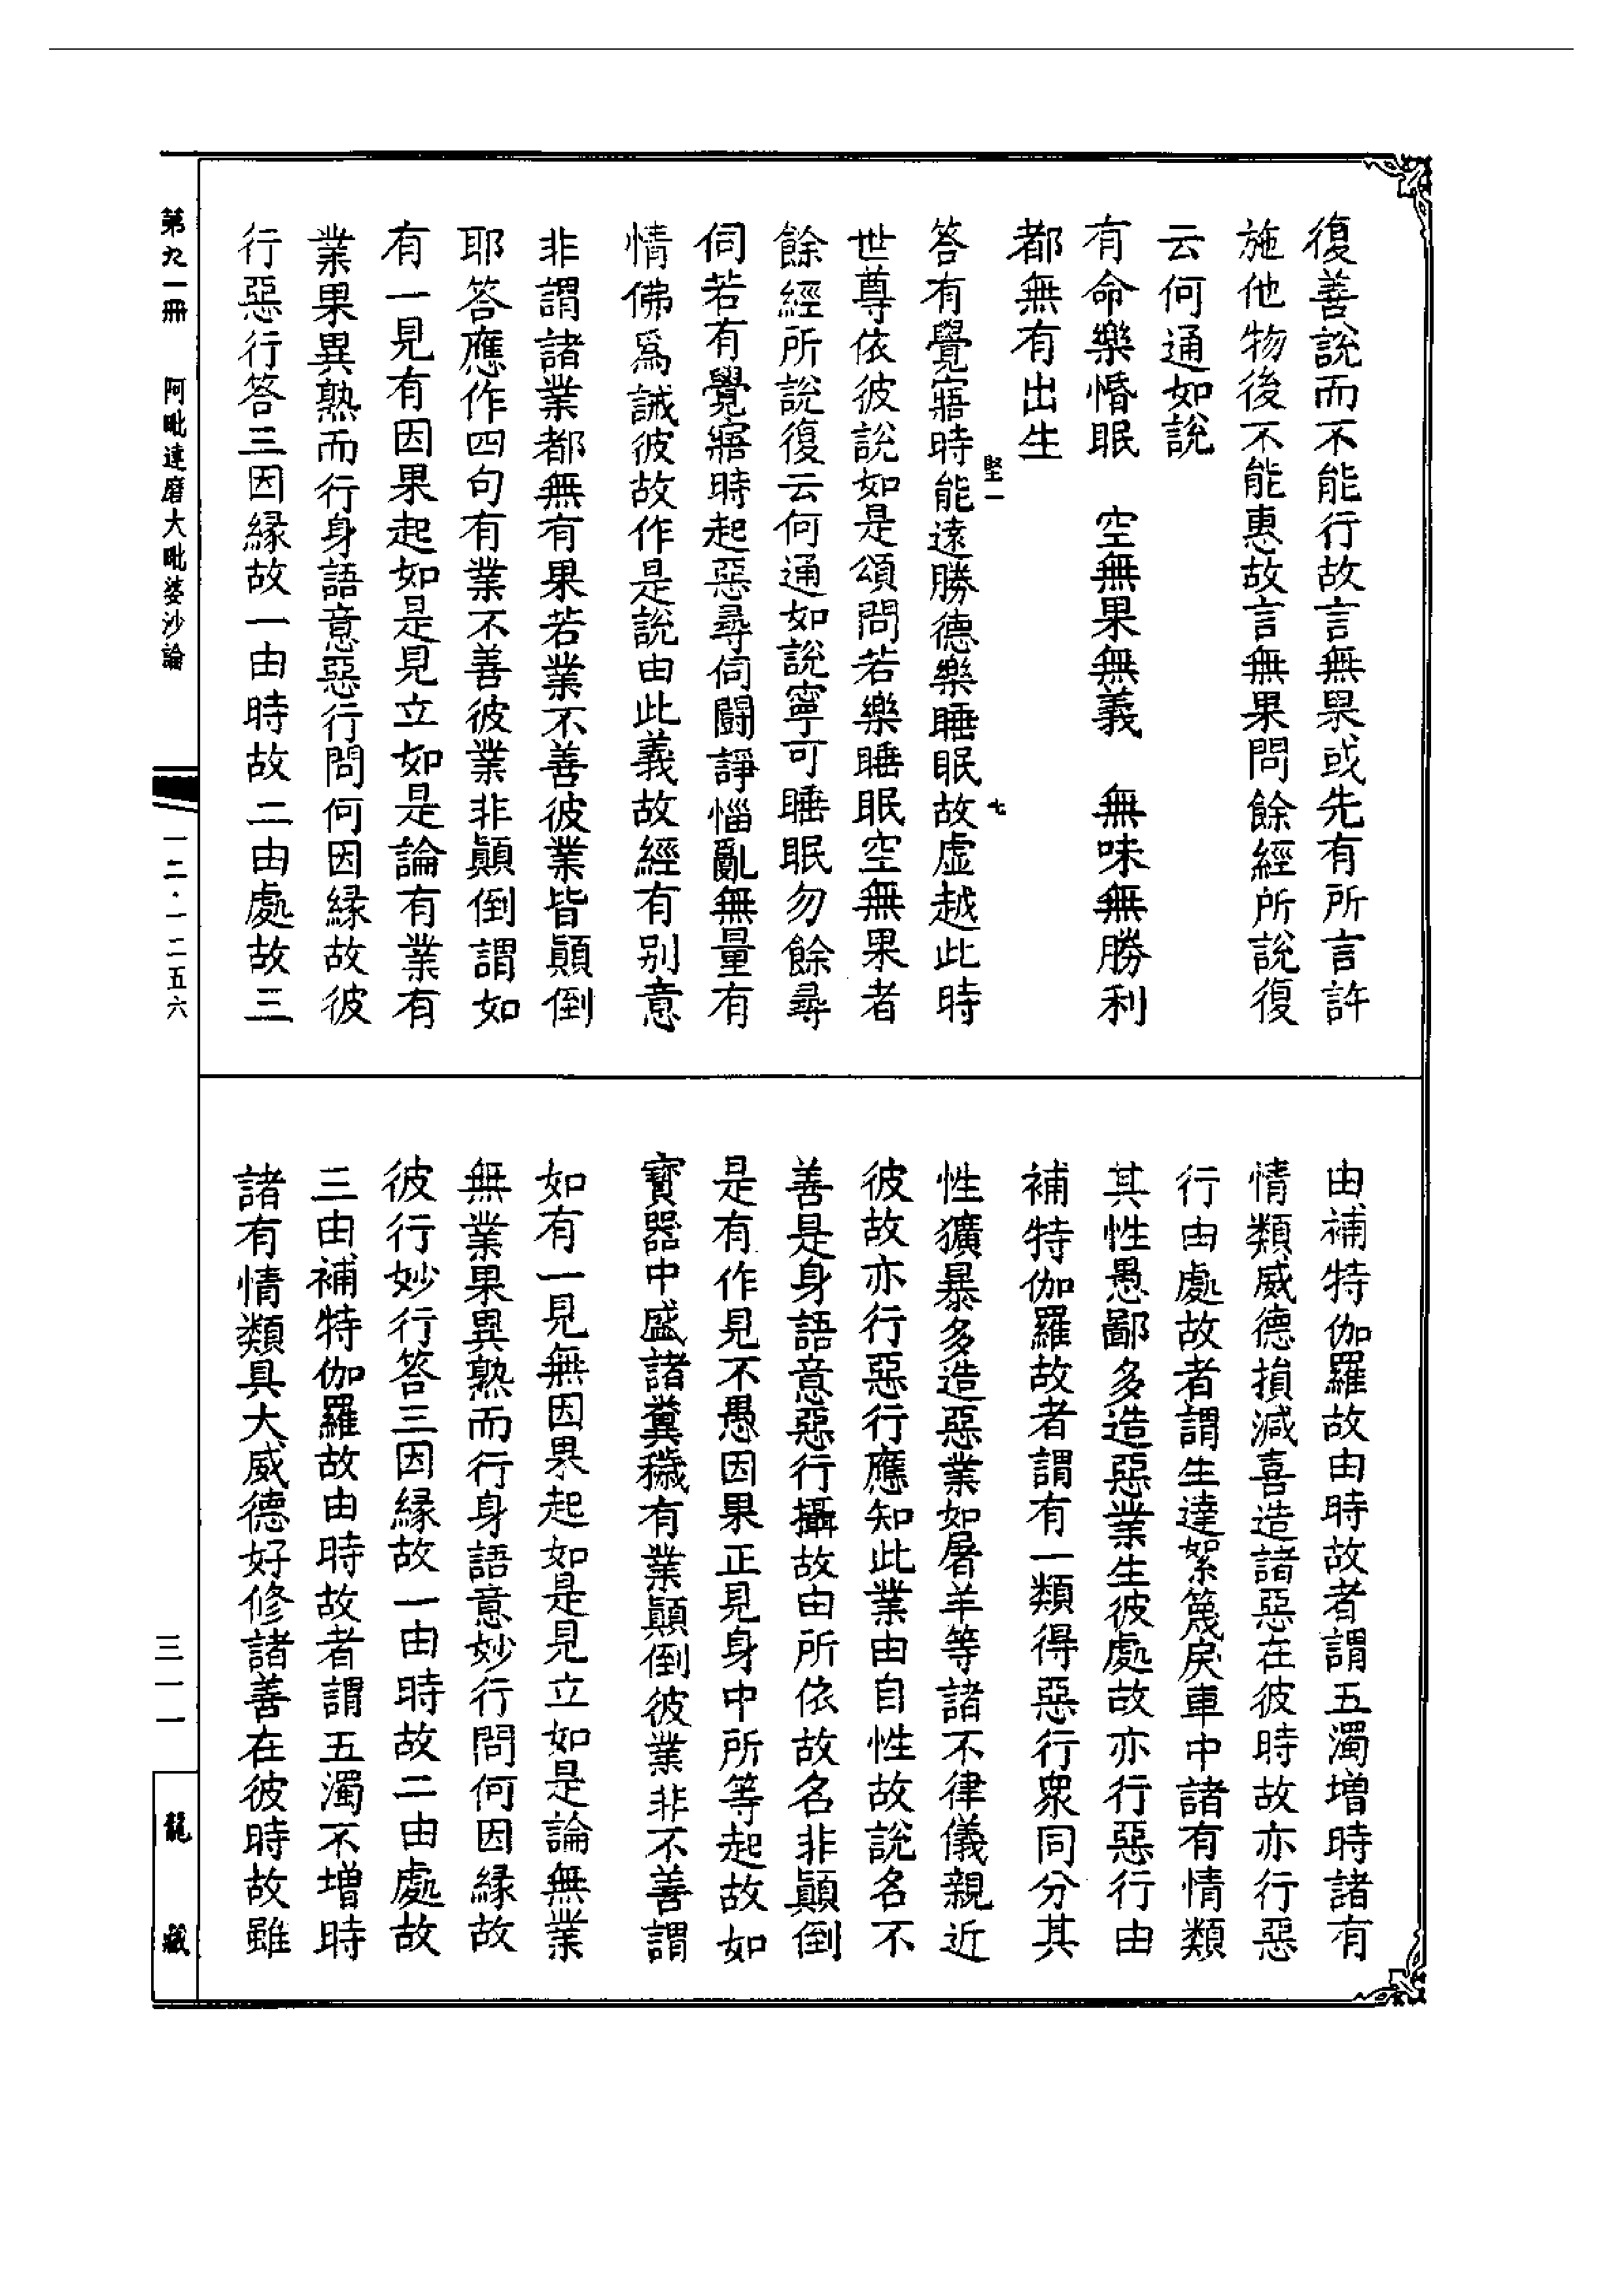 復善說而不能行故言無果或先有所言許
施他物後不能惠故言無果問餘經所說復
云何通如說
有命樂惛眠　空無果無義　無味無勝利
都無有出生
堅一　七
答有覺寤時能遠勝德樂睡眠故虛越此時
世尊依彼說如是頌問若樂睡眠空無果者
餘經所說復云何通如說寧可睡眠勿餘尋
伺若有覺寤時起惡尋伺鬪諍惱亂無量有
情佛爲誡彼故作是說由此義故經有別意
非謂諸業都無有果若業不善彼業皆顚倒
耶答應作四句有業不善彼業非顚倒謂如
有一見有因果起如是見立如是論有業有
業果異熟而行身語意惡行問何因緣故彼
行惡行答三因緣故一由時故二由處故三
由補特伽羅故由時故者謂五濁增時諸有
情類威德損減喜造諸惡在彼時故亦行惡
行由處故者謂生達絮篾戾車中諸有情類
其性愚鄙多造惡業生彼處故亦行惡行由
補特伽羅故者謂有一類得惡行衆同分其
性獷暴多造惡業如屠羊等諸不律儀親近
彼故亦行惡行應知此業由自性故說名不
善是身語意惡行攝故由所依故名非顚倒
是有作見不愚因果正見身中所等起故如
寶器中盛諸糞穢有業顚倒彼業非不善謂
如有一見無因果起如是見立如是論無業
無業果異熟而行身語意妙行問何因緣故
彼行妙行答三因緣故一由時故二由處故
三由補特伽羅故由時故者謂五濁不增時
諸有情類具大威德好修諸善在彼時故雖
第九一冊　阿毗達磨大毗婆沙論
一二·一二五六
三一一
龍藏